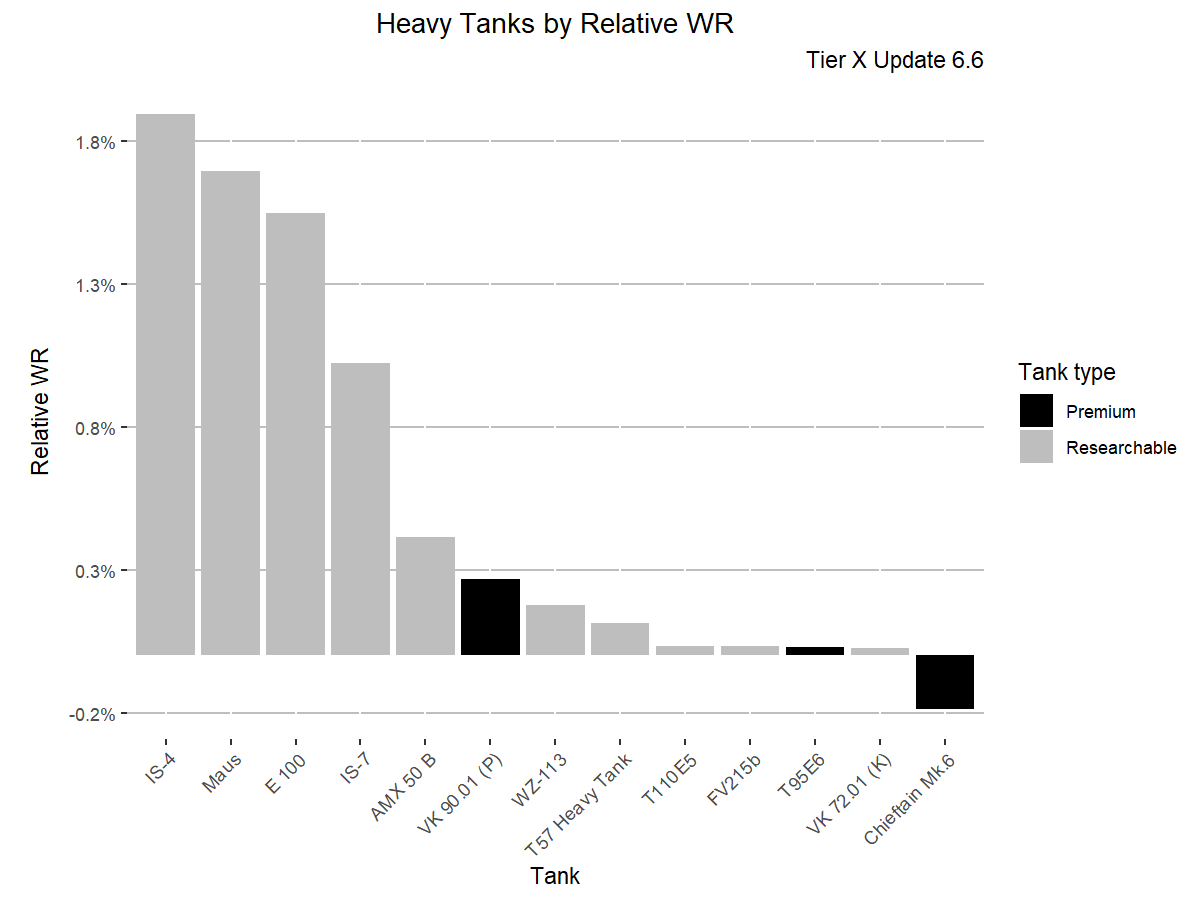 Heavy Tanks by Relative WR
Tier X Update 6.6
Relative WR
1.8%
1.3%
0.8%
0.3%
-0.2%
IS-4
Maus
E 100
IS-7
AMX 50 B
VK 90.01 (P)
WZ-113
T57 Heavy Tank
T110E5
FV215b
T95E6
VK 72.01 (K)
Chieftain Mk.6
Tank
Tank type
Premium
Researchable